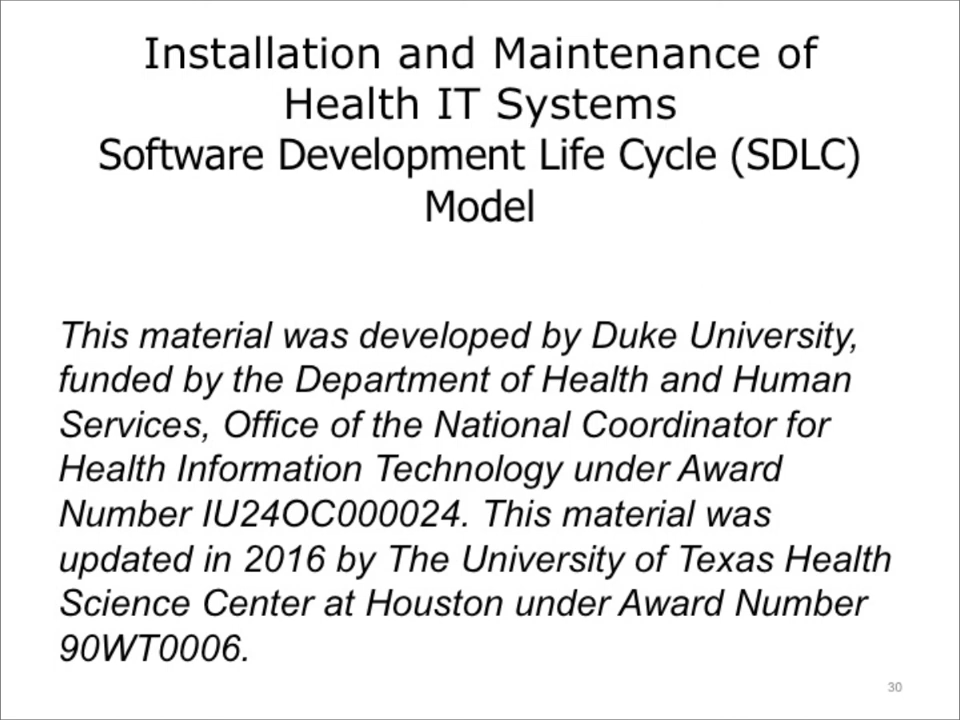 Installation and Maintenance of
Health IT Systems
Software Development Life Cycle (SDLC)
Model
This material was developed by Duke University,
funded by the Department of Health and Human
Services, Office of the National Coordinator for
Health Information Technology under Award
Number IU24OC000024. This material was
updated in 2016 by The University of Texas Health
Science Center at Houston under Award Number
90WT0006.
30